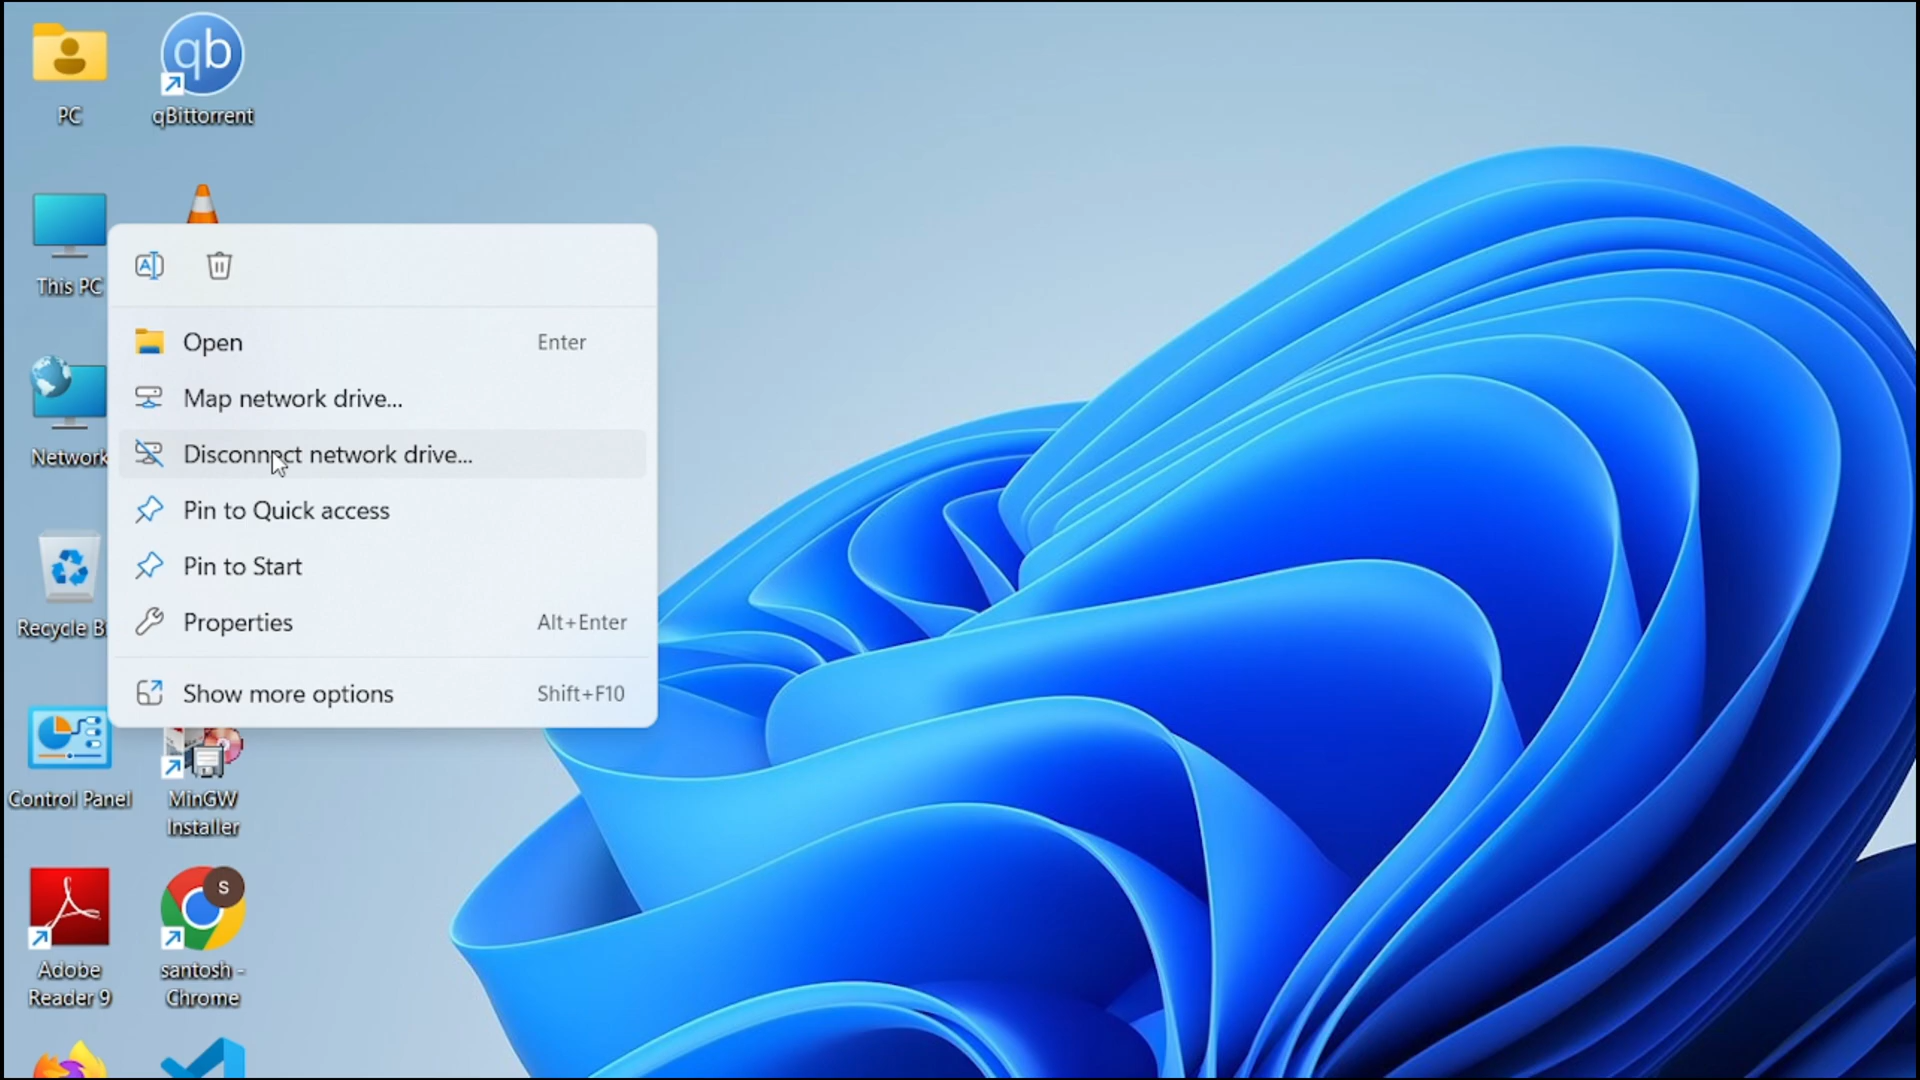 PC
qb
qBittorrent
This PC
Network
Recycle B
Control Panel
Adobe
Reader 9
MinGW
Installer
S
santosh -
Chrome
A
Open Enter
Map network drive...
Disconnect network drive...
Pin to Quick access
Pin to Start
Properties Alt+Enter
Show more options Shift+F10